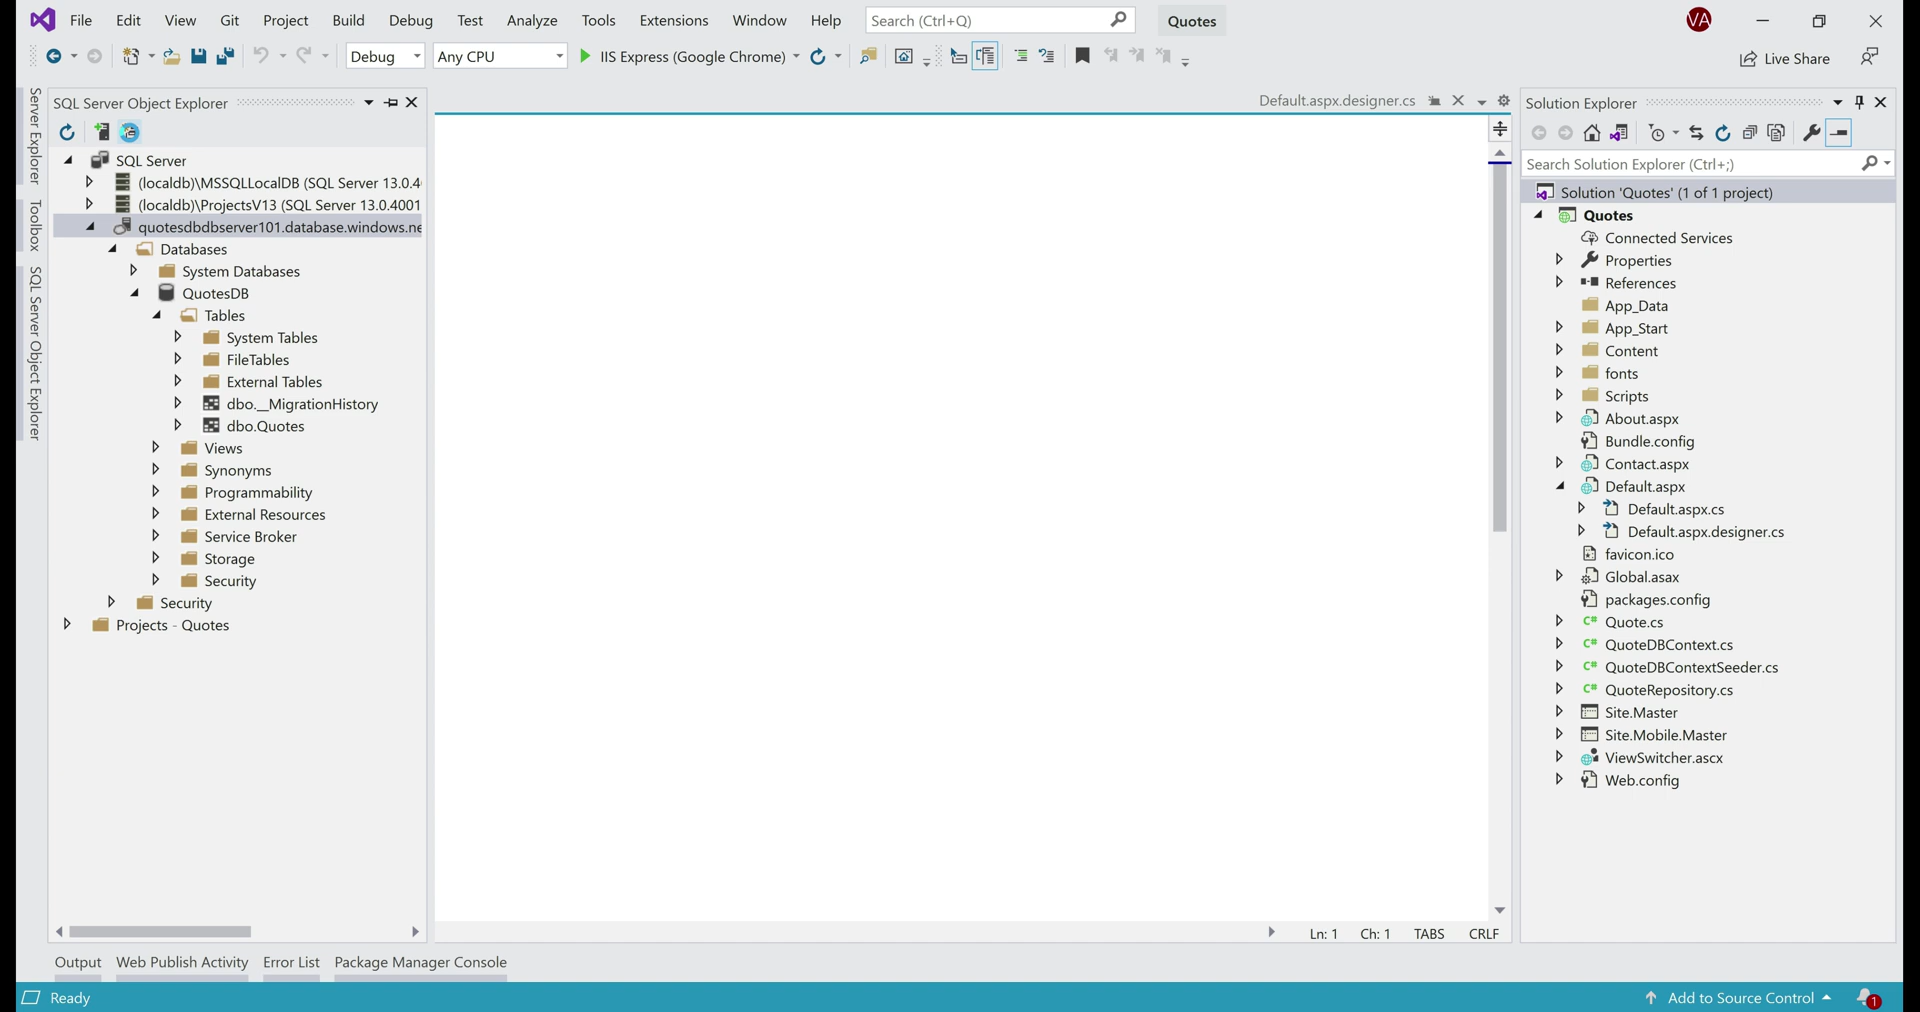 File Edit View Git Project Build Debug Test Analyze Tools Extensions Window Help Search (Ctrl+Q) Quotes VA
Debug Any CPU IIS Express (Google Chrome) Live Share
Server Explorer
Toolbox
SQL Server Object Explorer
SQL Server Object Explorer
SQL Server
(localdb)\MSSQLLocalDB (SQL Server 13.0.4
(localdb)\ProjectsV13 (SQL Server 13.0.4001
quotesdbdbserver101.database.windows.ne
Databases
System Databases
QuotesDB
Tables
System Tables
FileTables
External Tables
dbo.__MigrationHistory
dbo.Quotes
Views
Synonyms
Programmability
External Resources
Service Broker
Storage
Security
Security
Projects - Quotes
Default.aspx.designer.cs
Ln: 1 Ch: 1 TABS CRLF
Solution Explorer
Search Solution Explorer (Ctrl+;)
Solution 'Quotes' (1 of 1 project)
Quotes
Connected Services
Properties
References
App_Data
App_Start
Content
fonts
Scripts
About.aspx
Bundle.config
Contact.aspx
Default.aspx
Default.aspx.cs
Default.aspx.designer.cs
favicon.ico
Global.asax
packages.config
C# Quote.cs
C# QuoteDBContext.cs
C# QuoteDBContextSeeder.cs
C# QuoteRepository.cs
Site.Master
Site.Mobile.Master
ViewSwitcher.ascx
Web.config
Output Web Publish Activity Error List Package Manager Console
Ready Add to Source Control 1